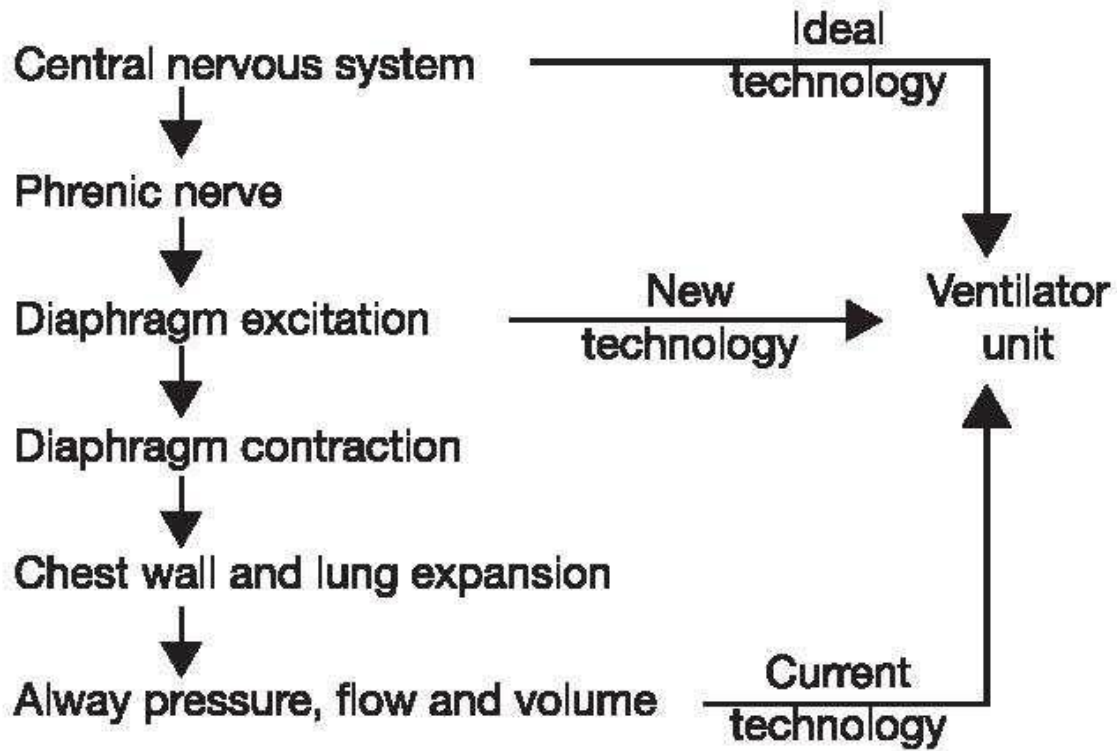 Central nervous system
Ideal
technology
Phrenic nerve
Diaphragm excitation
New
technology
Ventilator
unit
Diaphragm contraction
Chest wall and lung expansion
Alway pressure, flow and volume
Current
technology